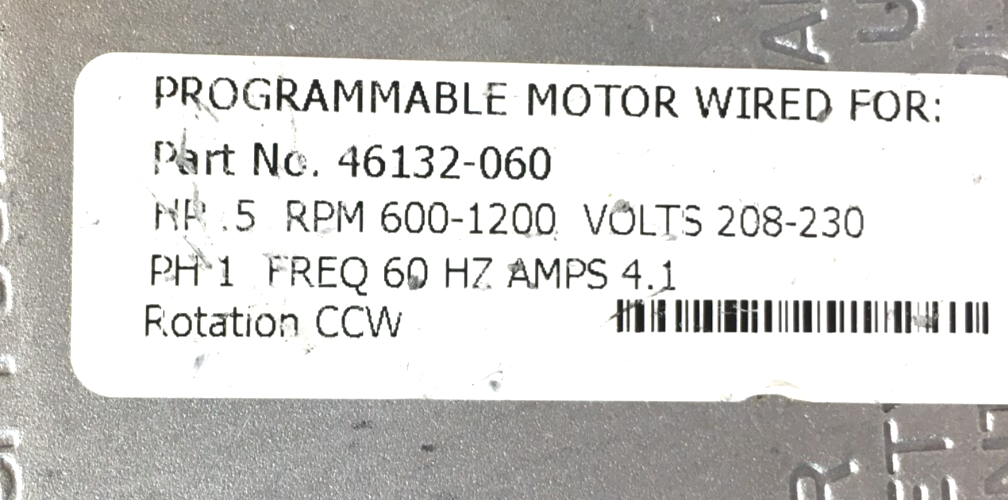 PROGRAMMABLE MOTOR WIRED FOR:
Part No. 46132-060
HP .5 RPM 600-1200 VOLTS 208-230
PH 1 FREQ 60 HZ AMPS 4.1
Rotation CCW